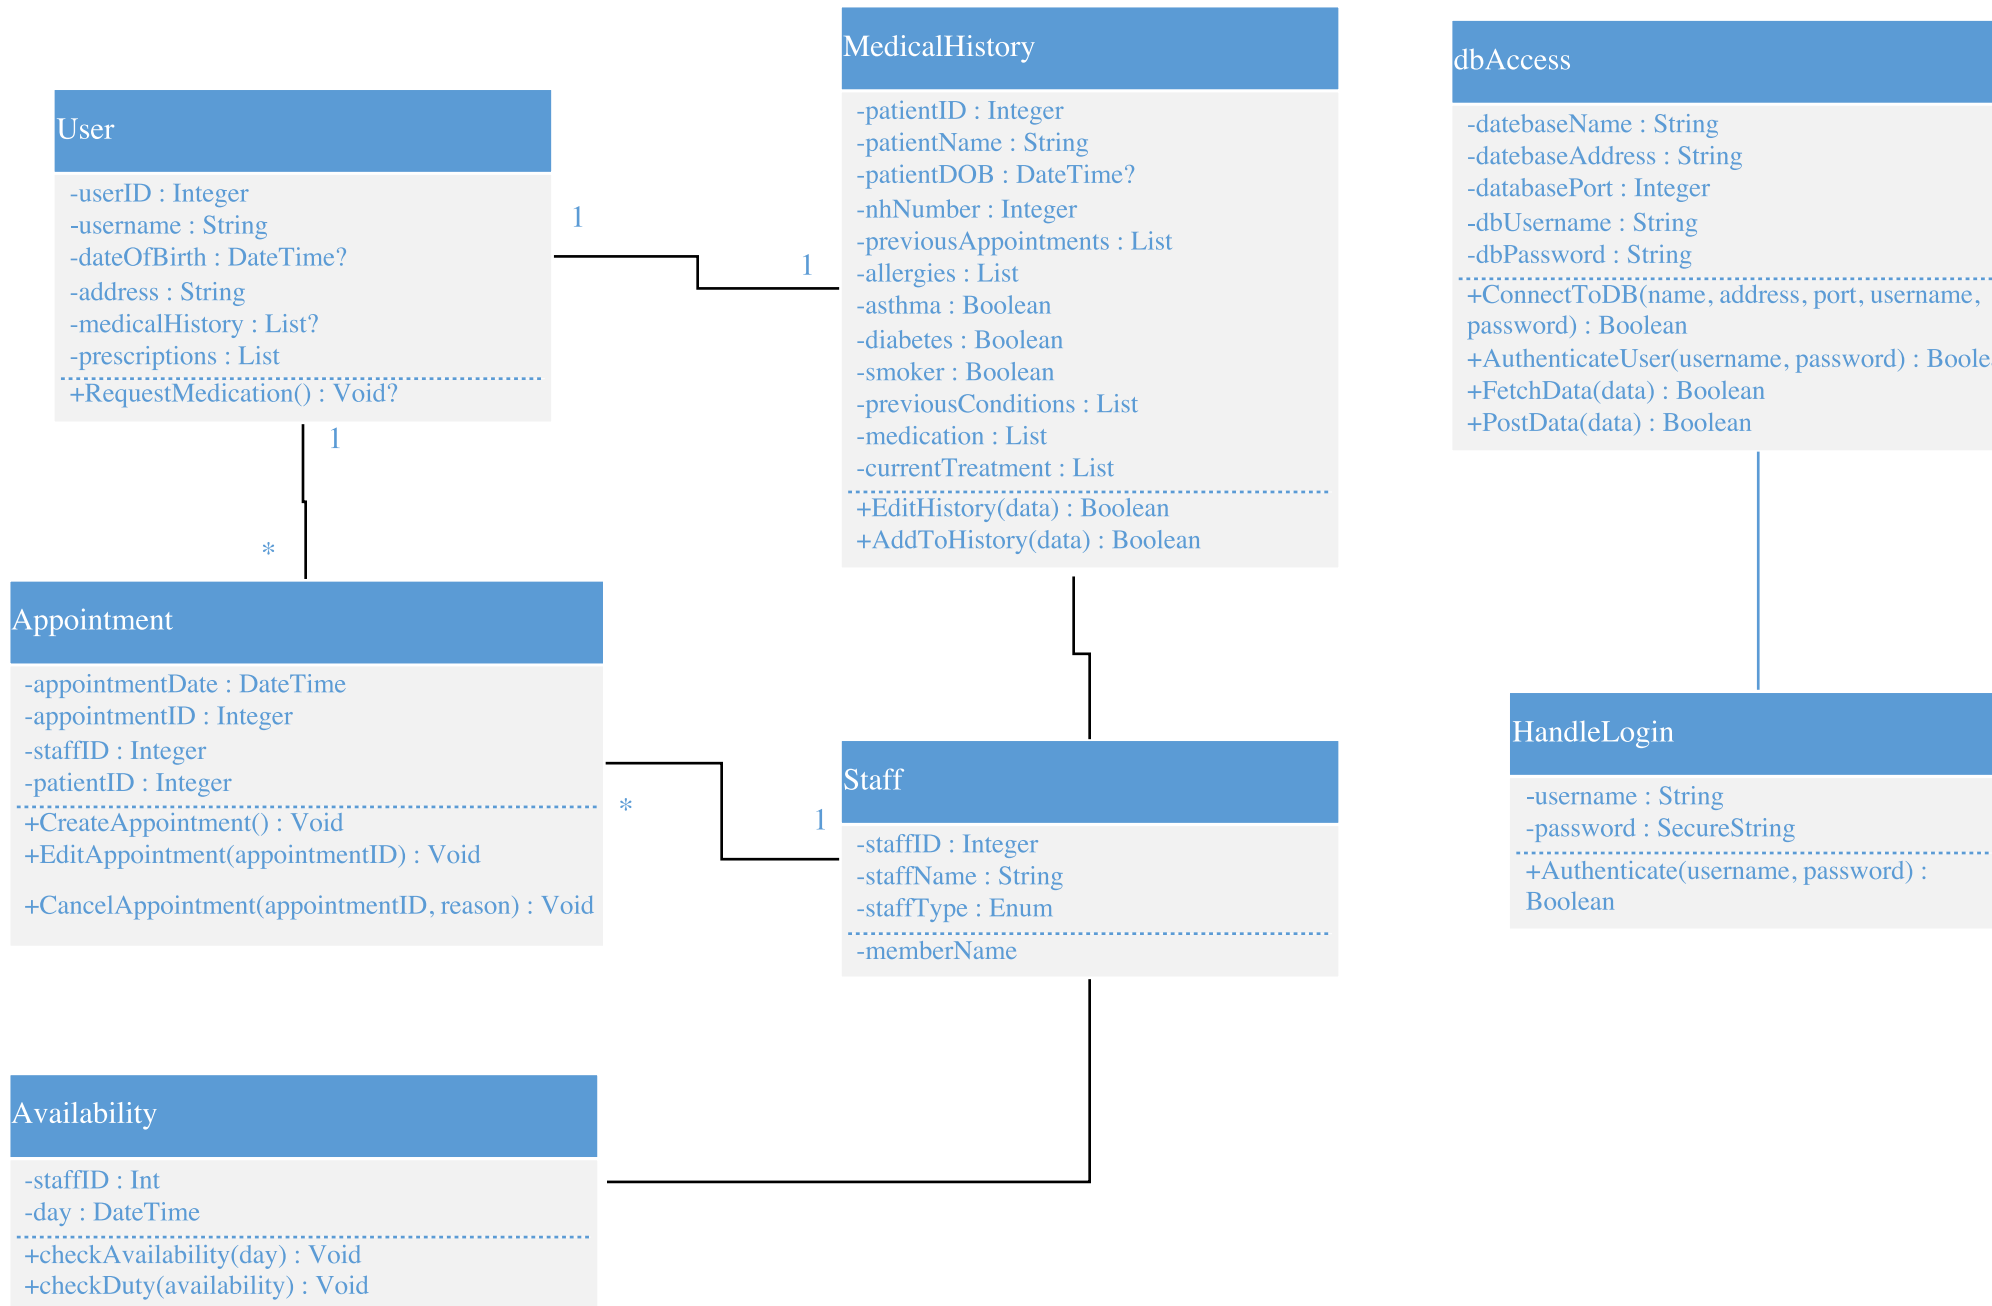 User
-userID : Integer
-username : String
-dateOfBirth : DateTime?
-address : String
-medicalHistory : List?
-prescriptions : List
+RequestMedication() : Void?
1
1
1
*
MedicalHistory
-patientID : Integer
-patientName : String
-patientDOB : DateTime?
-nhNumber : Integer
-previousAppointments : List
-allergies : List
-asthma : Boolean
-diabetes : Boolean
-smoker : Boolean
-previousConditions : List
-medication : List
-currentTreatment : List
+EditHistory(data) : Boolean
+AddToHistory(data) : Boolean
dbAccess
-datebaseName : String
-datebaseAddress : String
-databasePort : Integer
-dbUsername : String
-dbPassword : String
+ConnectToDB(name, address, port, username,
password) : Boolean
+AuthenticateUser(username, password) :
+FetchData(data) : Boolean
+PostData(data) : Boolean
Appointment
-appointmentDate : DateTime
-appointmentID : Integer
-staffID : Integer
-patientID : Integer
+CreateAppointment() : Void
+EditAppointment(appointmentID) : Void
+CancelAppointment(appointmentID, reason) : Void
*
1
Staff
-staffID : Integer
-staffName : String
-staffType : Enum
-memberName
HandleLogin
-username : String
-password : SecureString
+Authenticate(username, password) :
Boolean
Availability
-staffID : Int
-day : DateTime
+checkAvailability(day) : Void
+checkDuty(availability) : Void